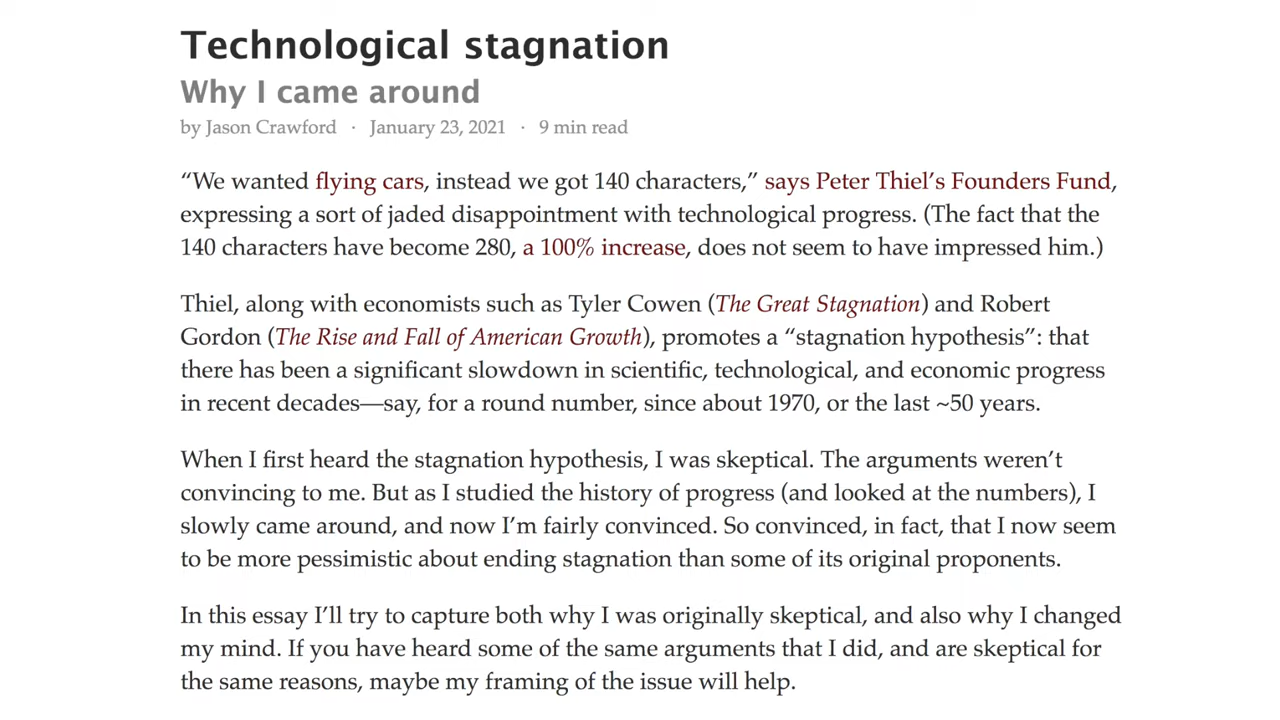 Technological stagnation
Why I came around
by Jason Crawford · January 23, 2021 · 9 min read
“We wanted flying cars, instead we got 140 characters,” says Peter Thiel’s Founders Fund,
expressing a sort of jaded disappointment with technological progress. (The fact that the
140 characters have become 280, a 100% increase, does not seem to have impressed him.)
Thiel, along with economists such as Tyler Cowen (The Great Stagnation) and Robert
Gordon (The Rise and Fall of American Growth), promotes a “stagnation hypothesis”: that
there has been a significant slowdown in scientific, technological, and economic progress
in recent decades—say, for a round number, since about 1970, or the last ~50 years.
When I first heard the stagnation hypothesis, I was skeptical. The arguments weren’t
convincing to me. But as I studied the history of progress (and looked at the numbers), I
slowly came around, and now I’m fairly convinced. So convinced, in fact, that I now seem
to be more pessimistic about ending stagnation than some of its original proponents.
In this essay I’ll try to capture both why I was originally skeptical, and also why I changed
my mind. If you have heard some of the same arguments that I did, and are skeptical for
the same reasons, maybe my framing of the issue will help.